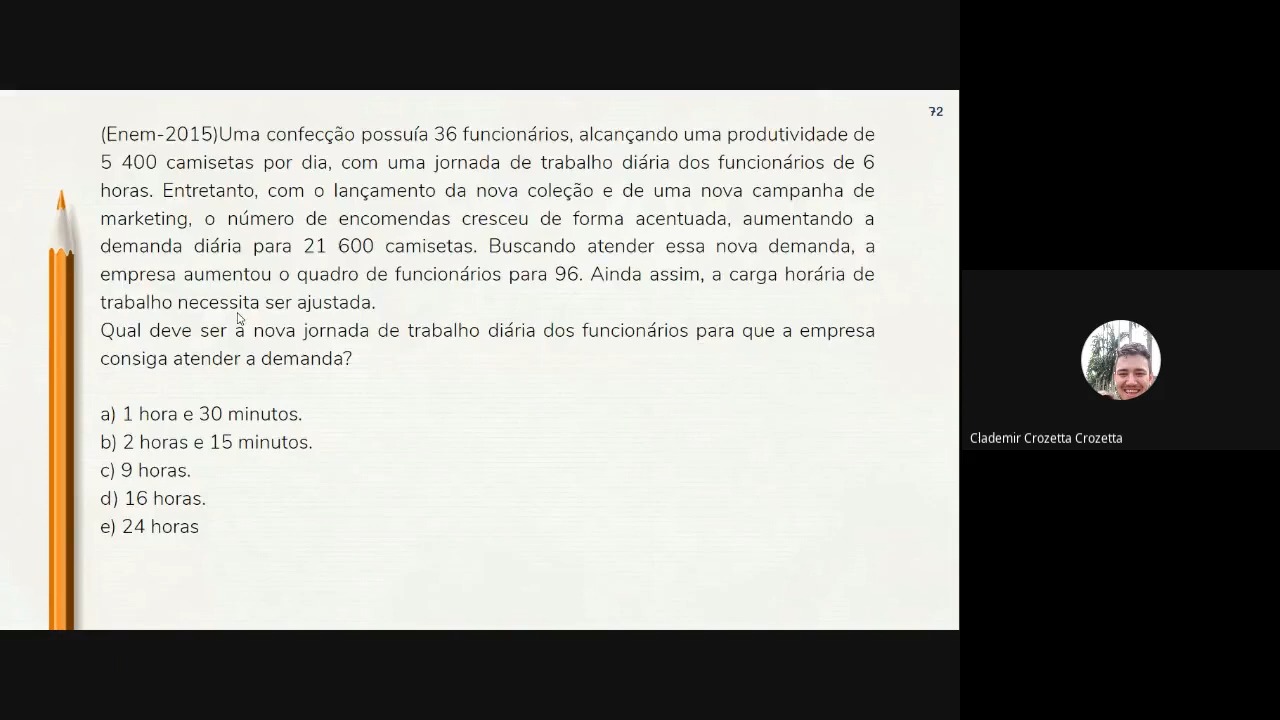 72
(Enem-2015)Uma confecção possuía 36 funcionários, alcançando uma produtividade de
5 400 camisetas por dia, com uma jornada de trabalho diária dos funcionários de 6
horas. Entretanto, com o lançamento da nova coleção e de uma nova campanha de
marketing, o número de encomendas cresceu de forma acentuada, aumentando a
demanda diária para 21 600 camisetas. Buscando atender essa nova demanda, a
empresa aumentou o quadro de funcionários para 96. Ainda assim, a carga horária de
trabalho necessita ser ajustada.
Qual deve ser a nova jornada de trabalho diária dos funcionários para que a empresa
consiga atender a demanda?
a) 1 hora e 30 minutos.
b) 2 horas e 15 minutos.
c) 9 horas.
d) 16 horas.
e) 24 horas
Clademir Crozetta Crozetta